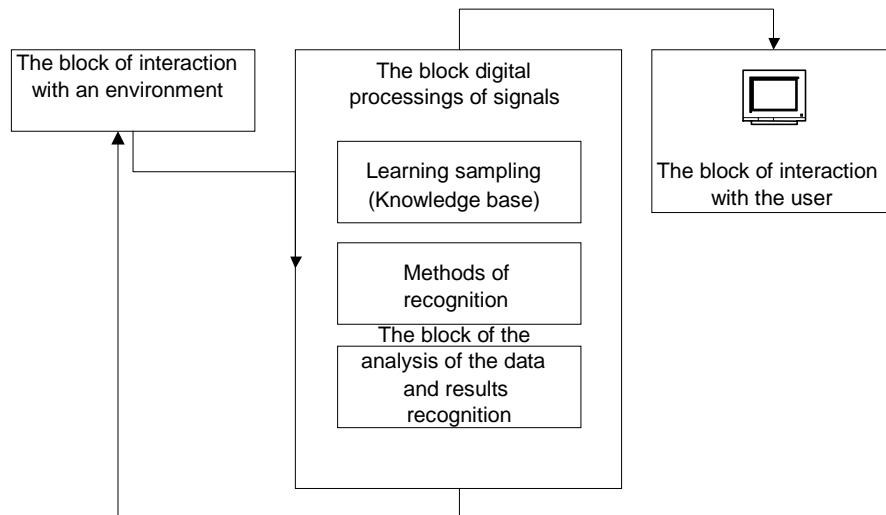 The block of interaction
with an environment
The block digital
processings of signals
Learning sampling
(Knowledge base)
Methods of
recognition
The block of the
analysis of the data
and results
recognition
The block of interaction
with the user